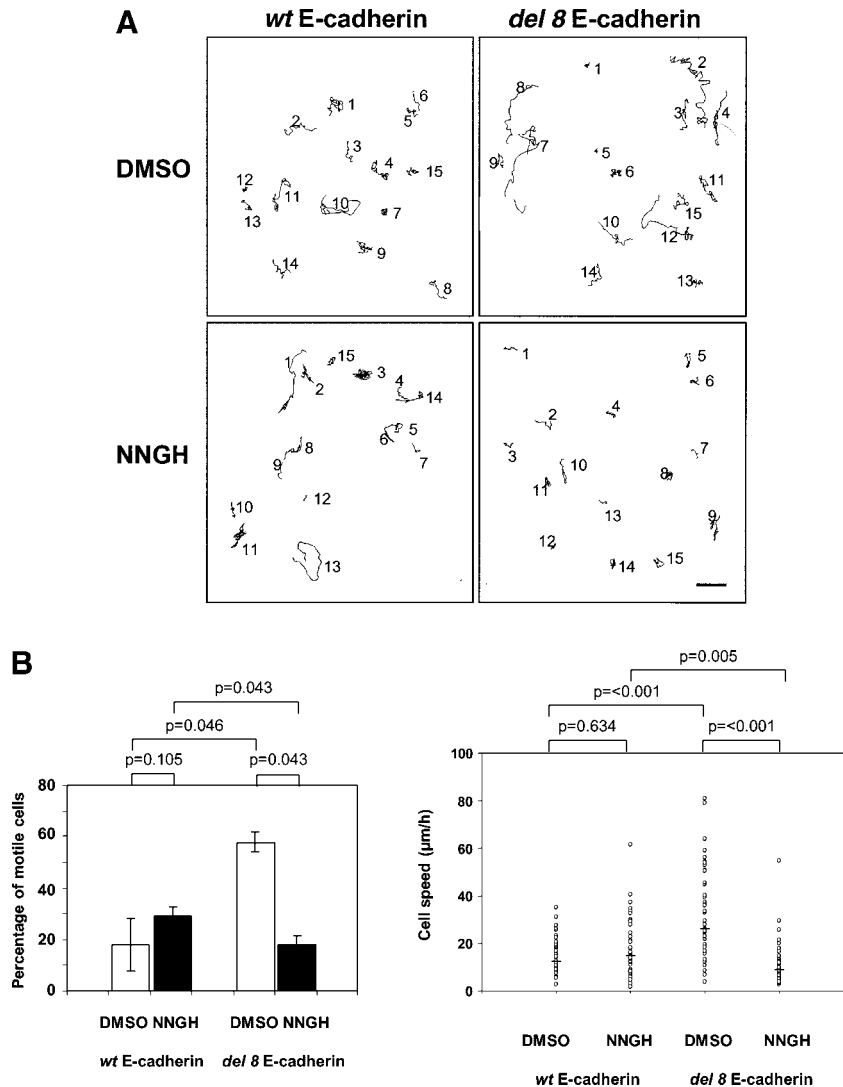 A
wt E-cadherin
del 8 E-cadherin
DMSO
1
2
3
4
5
6
7
8
9
10
11
12
13
14
15
1
2
3
4
5
6
7
8
9
10
11
12
13
14
15
NNGH
1
2
3
4
5
6
7
8
9
10
11
12
13
14
15
1
2
3
4
5
6
7
8
9
10
11
12
13
14
15
B
p=0.043
p=0.046
p=0.105
p=0.043
Percentage of motile cells
80
60
40
20
0
DMSO NNGH
DMSO NNGH
wt E-cadherin
del 8 E-cadherin
p=0.005
p=<0.001
p=0.634
p=<0.001
Cell speed (µm/h)
100
80
60
40
20
0
DMSO
NNGH
DMSO
NNGH
wt E-cadherin
del 8 E-cadherin